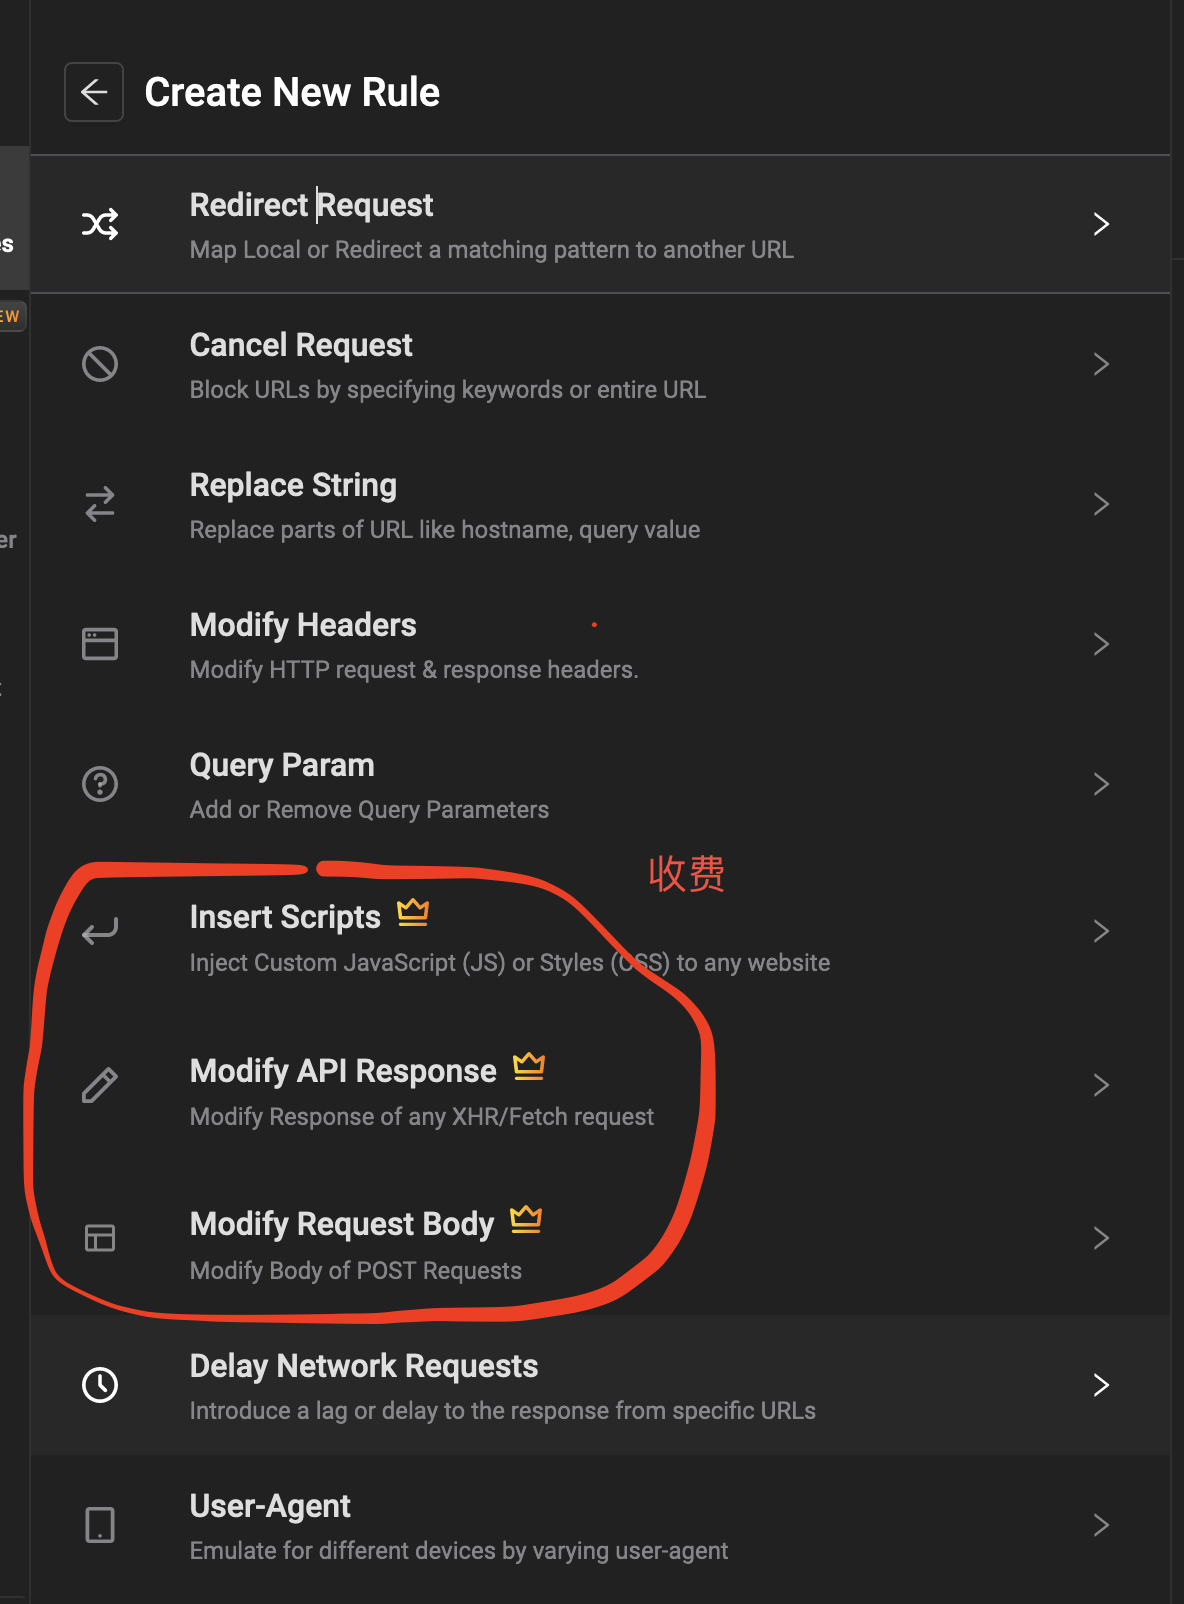 Create New Rule
Redirect Request
Map Local or Redirect a matching pattern to another URL
Cancel Request
Block URLs by specifying keywords or entire URL
Replace String
Replace parts of URL like hostname, query value
Modify Headers
Modify HTTP request & response headers.
Query Param
Add or Remove Query Parameters
收费
Insert Scripts
Inject Custom JavaScript (JS) or Styles (CSS) to any website
Modify API Response
Modify Response of any XHR/Fetch request
Modify Request Body
Modify Body of POST Requests
Delay Network Requests
Introduce a lag or delay to the response from specific URLs
User-Agent
Emulate for different devices by varying user-agent